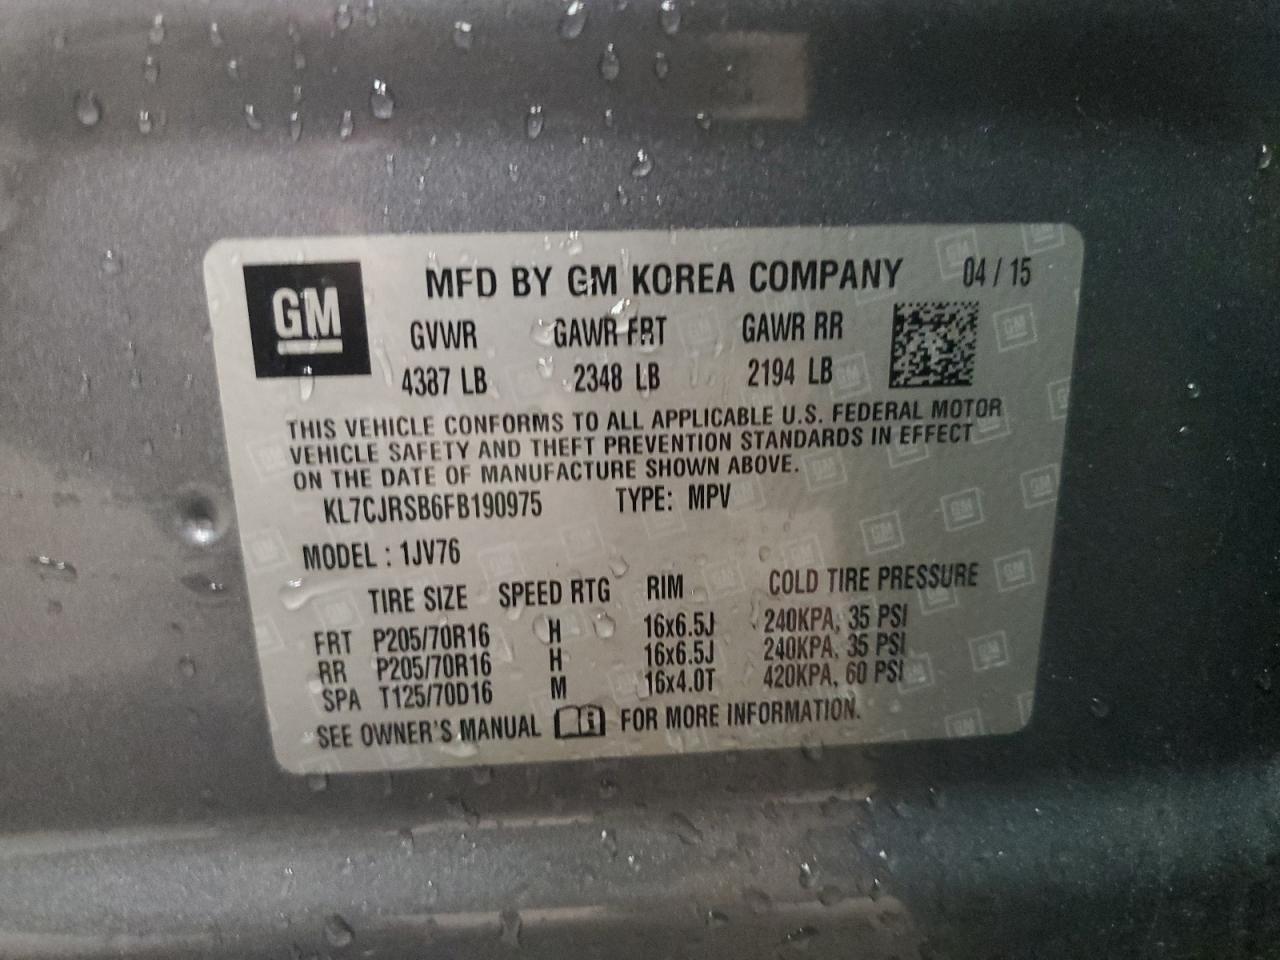 GM
MFD BY GM KOREA COMPANY 04 / 15
GVWR GAWR FRT GAWR RR
4387 LB 2348 LB 2194 LB
THIS VEHICLE CONFORMS TO ALL APPLICABLE U.S. FEDERAL MOTOR
VEHICLE SAFETY AND THEFT PREVENTION STANDARDS IN EFFECT
ON THE DATE OF MANUFACTURE SHOWN ABOVE.
KL7CJRSB6FB190975 TYPE: MPV
MODEL : 1JV76
TIRE SIZE SPEED RTG RIM COLD TIRE PRESSURE
FRT P205/70R16 H 16x6.5J 240KPA, 35 PSI
RR P205/70R16 H 16x6.5J 240KPA, 35 PSI
SPA T125/70D16 M 16x4.0T 420KPA, 60 PSI
SEE OWNER'S MANUAL FOR MORE INFORMATION.